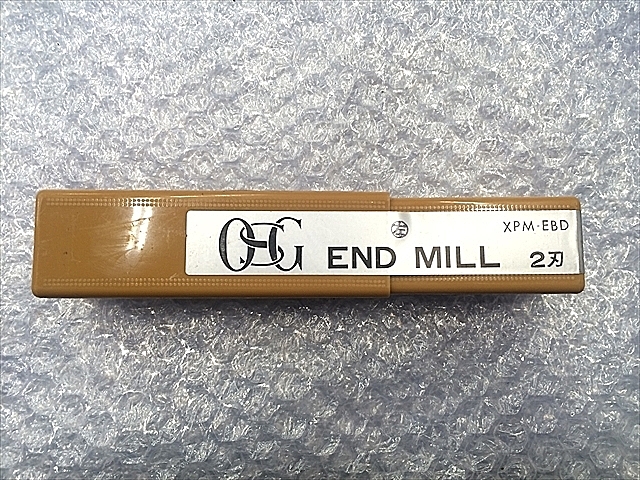 OSG END MILL
XPM-EBD
2刃